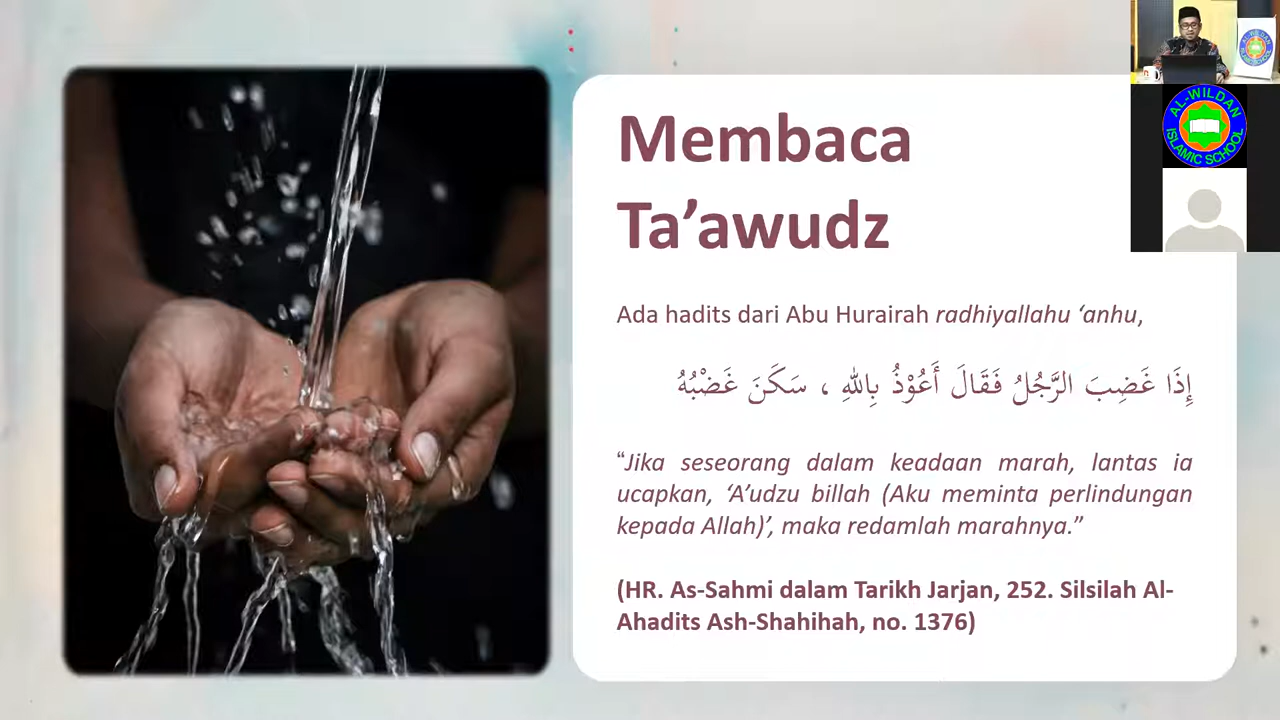 Membaca
Ta’awudz
Ada hadits dari Abu Hurairah radhiyallahu ‘anhu,
إِذَا غَضِبَ الرَّجُلُ فَقَالَ أَعُوْذُ بِاللهِ ، سَكَنَ غَضْبُهُ
“Jika seseorang dalam keadaan marah, lantas ia
ucapkan, ‘A’udzu billah (Aku meminta perlindungan
kepada Allah)’, maka redamlah marahnya.”
(HR. As-Sahmi dalam Tarikh Jarjan, 252. Silsilah Al-
Ahadits Ash-Shahihah, no. 1376)
AL-WILDAN
ISLAMIC SCHOOL